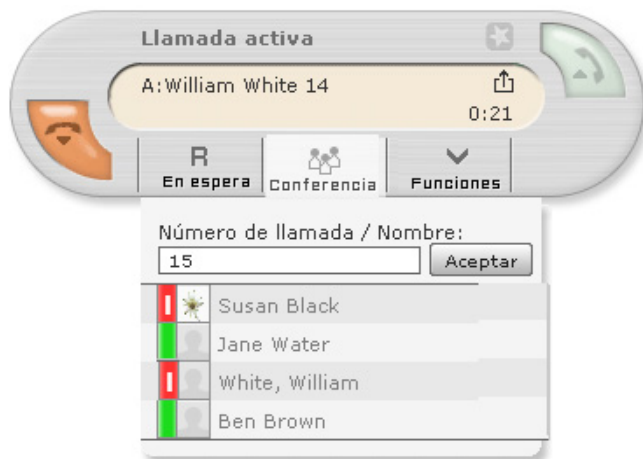 Llamada activa
A:William White 14
0:21
R
En espera
Conferencia
Funciones
Número de llamada / Nombre:
15
Aceptar
Susan Black
Jane Water
White, William
Ben Brown